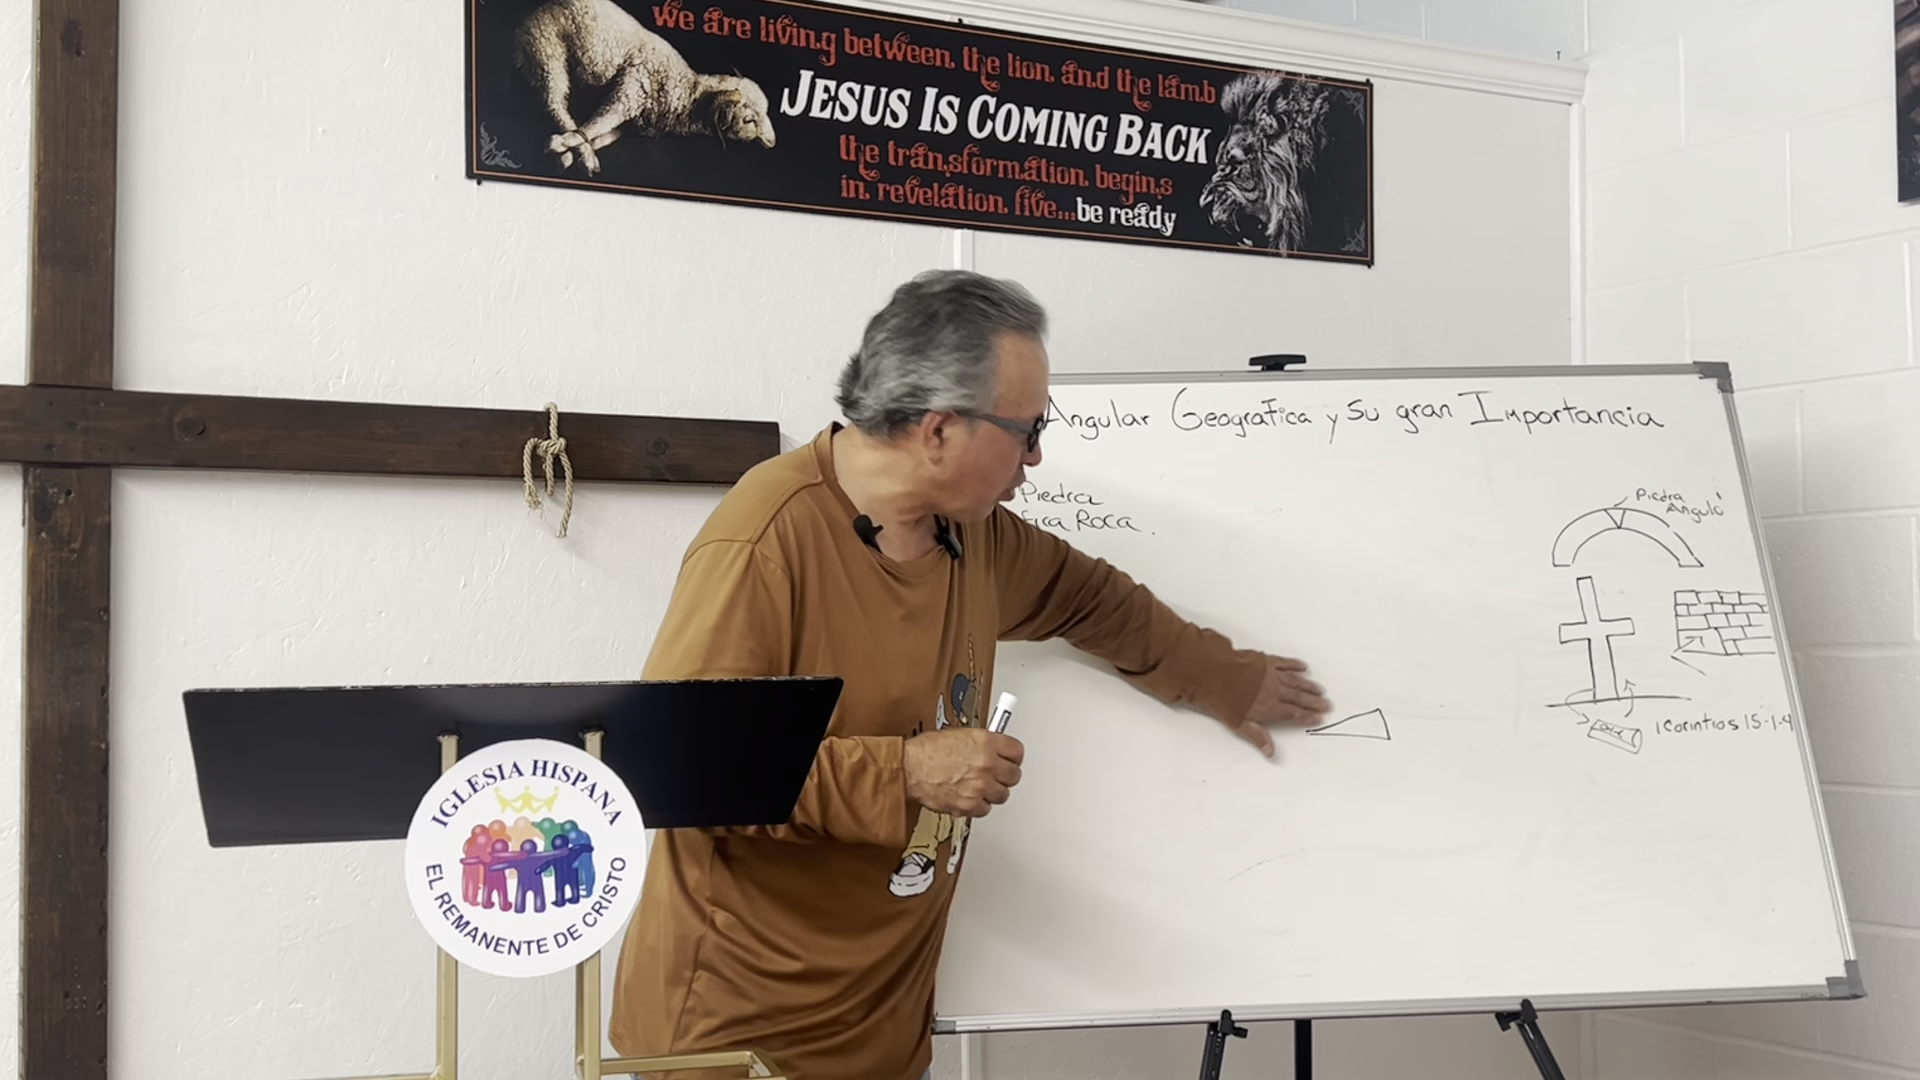 we are living between the lion and the lamb
JESUS IS COMING BACK
the transformation begins
in revelation five...be ready
Angular Geografica y Su gran Importancia
Piedra
fica Roca.
Piedra
Angulo
1 Corintios 15-1-4
IGLESIA HISPANA
EL REMANENTE DE CRISTO